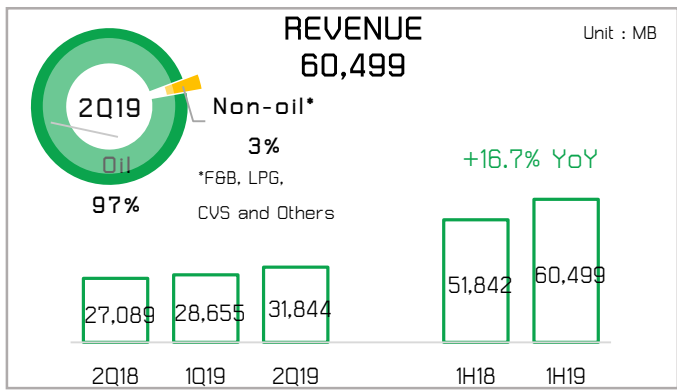 REVENUE
60,499
Unit : MB
2Q19
Non-oil*
3%
Oil
97%
*F&B, LPG,
CVS and Others
+16.7% YoY
27,089
28,655
31,844
51,842
60,499
2Q18
1Q19
2Q19
1H18
1H19